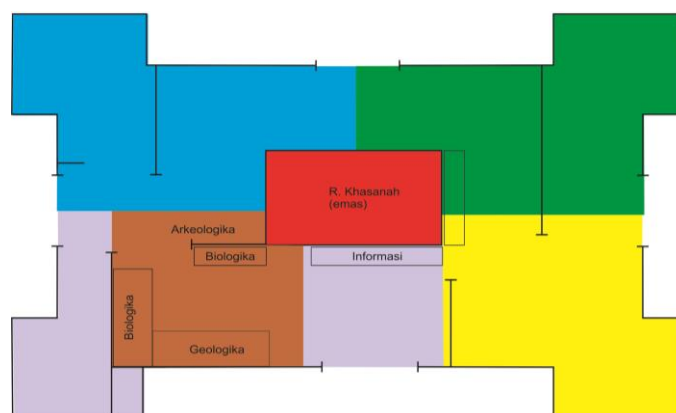 R. Khasanah
(emas)
Arkeologika
Biologika
Informasi
Biologika
Geologika